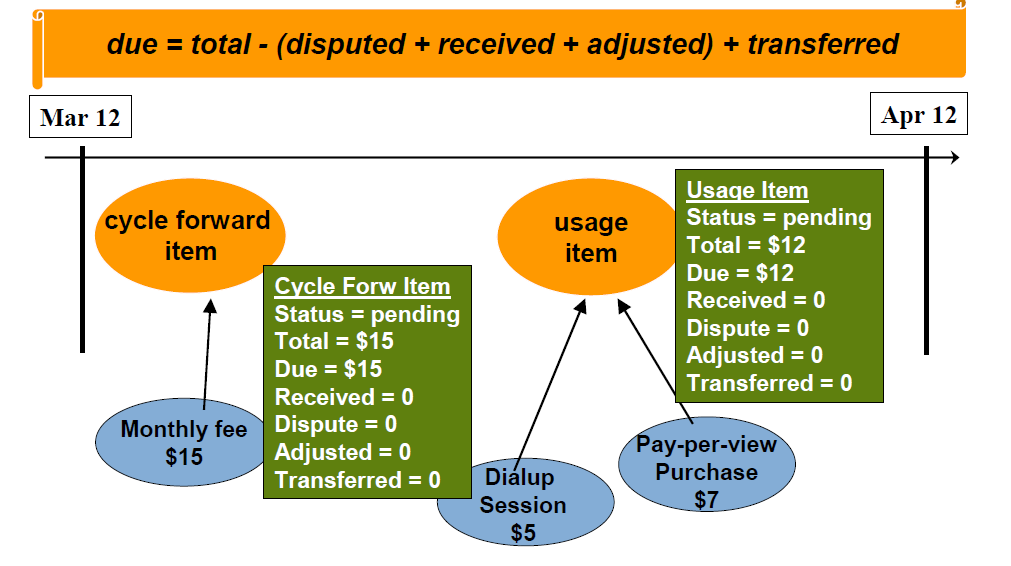 due = total - (disputed + received + adjusted) + transferred
Mar 12
Apr 12
cycle forward
item
usage
item
Usage Item
Status = pending
Total = $12
Due = $12
Received = 0
Dispute = 0
Adjusted = 0
Transferred = 0
Cycle Forw Item
Status = pending
Total = $15
Due = $15
Received = 0
Dispute = 0
Adjusted = 0
Transferred = 0
Monthly fee
$15
Dialup
Session
$5
Pay-per-view
Purchase
$7